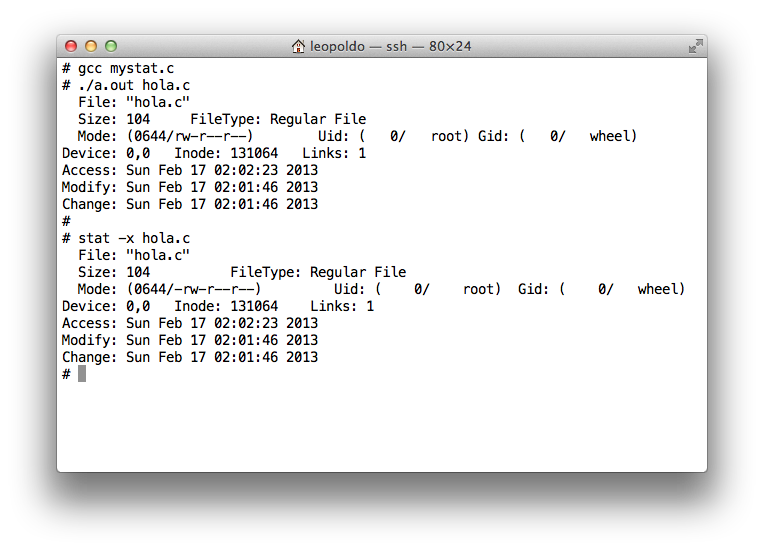 leopoldo — ssh — 80×24
# gcc mystat.c
# ./a.out hola.c
  File: "hola.c"
  Size: 104     FileType: Regular File
  Mode: (0644/rw-r--r--)        Uid: (   0/   root) Gid: (   0/   wheel)
Device: 0,0   Inode: 131064   Links: 1
Access: Sun Feb 17 02:02:23 2013
Modify: Sun Feb 17 02:01:46 2013
Change: Sun Feb 17 02:01:46 2013
#
# stat -x hola.c
  File: "hola.c"
  Size: 104          FileType: Regular File
  Mode: (0644/-rw-r--r--)         Uid: (    0/    root)  Gid: (    0/   wheel)
Device: 0,0   Inode: 131064    Links: 1
Access: Sun Feb 17 02:02:23 2013
Modify: Sun Feb 17 02:01:46 2013
Change: Sun Feb 17 02:01:46 2013
#